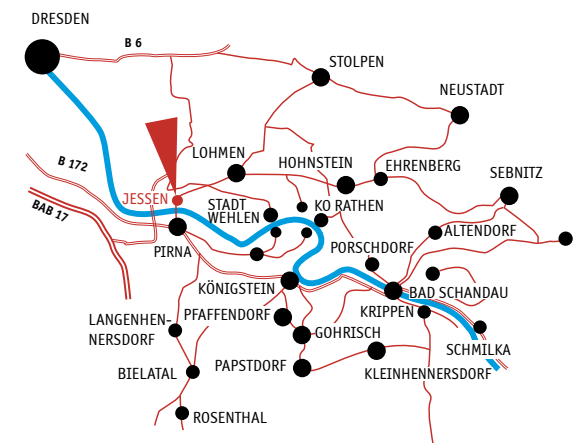 DRESDEN
B 6
STOLPEN
NEUSTADT
B 172
LOHMEN
HOHNSTEIN
EHRENBERG
SEBNITZ
BAB 17
JESSEN
STADT
WEHLEN
KO RATHEN
ALTENDORF
PIRNA
PORSCHDORF
KÖNIGSTEIN
BAD SCHANDAU
LANGENHEN-
NERSDORF
PFAFFENDORF
KRIPPEN
GOHRISCH
SCHMILKA
BIELATAL
PAPSTDORF
KLEINHENNERSDORF
ROSENTHAL